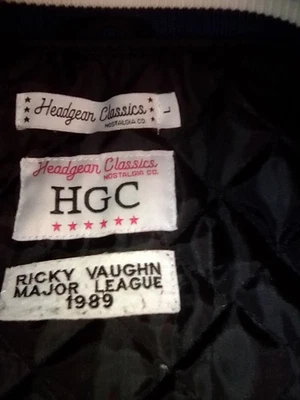 Headgear Classics
NOSTALGIA CO.
L
Headgear Classics
NOSTALGIA CO.
HGC
RICKY VAUGHN
MAJOR LEAGUE
1989